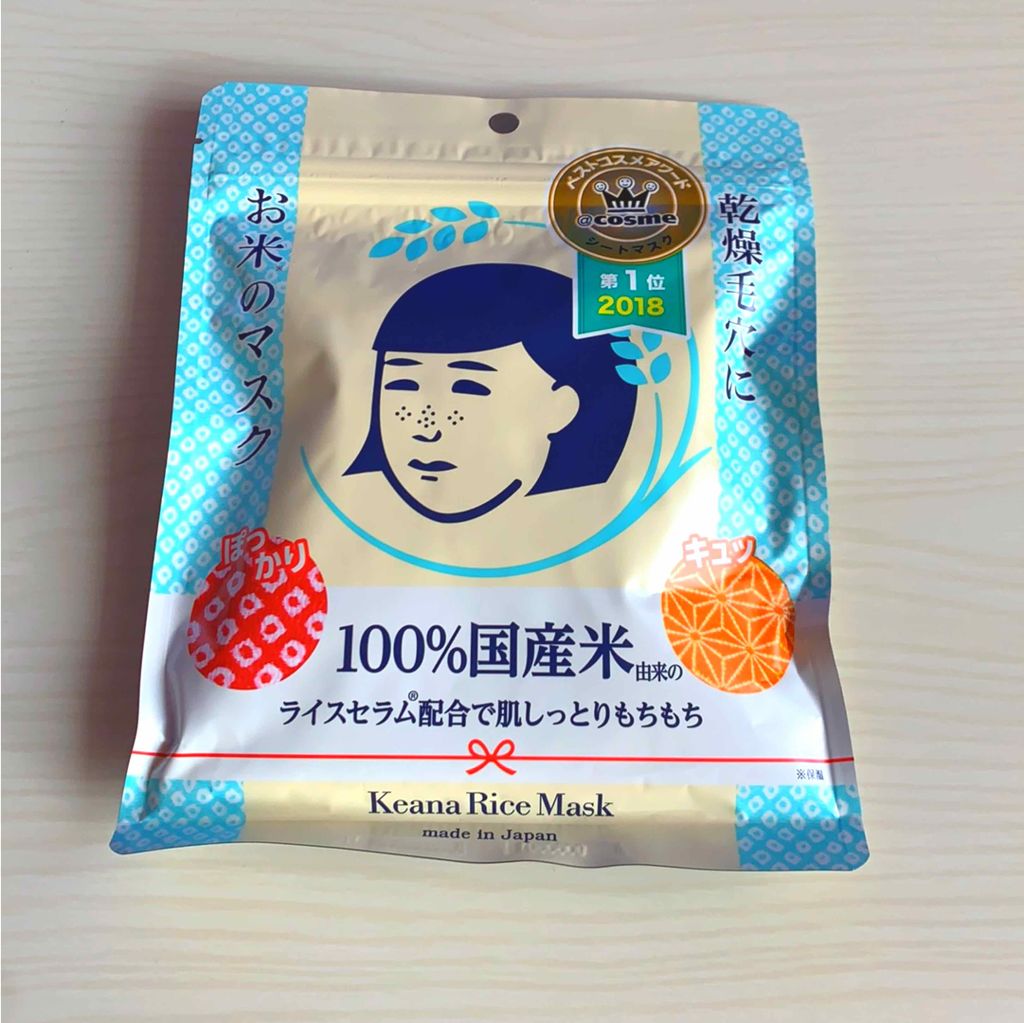 ベストコスメアワード
@cosme
シートマスク
第1位
2018
乾燥毛穴に
お米のマスク
ぽっかり
キュッ
100%国産米由来の
ライスセラム®配合で肌しっとりもちもち
※保湿
Keana Rice Mask
made in Japan